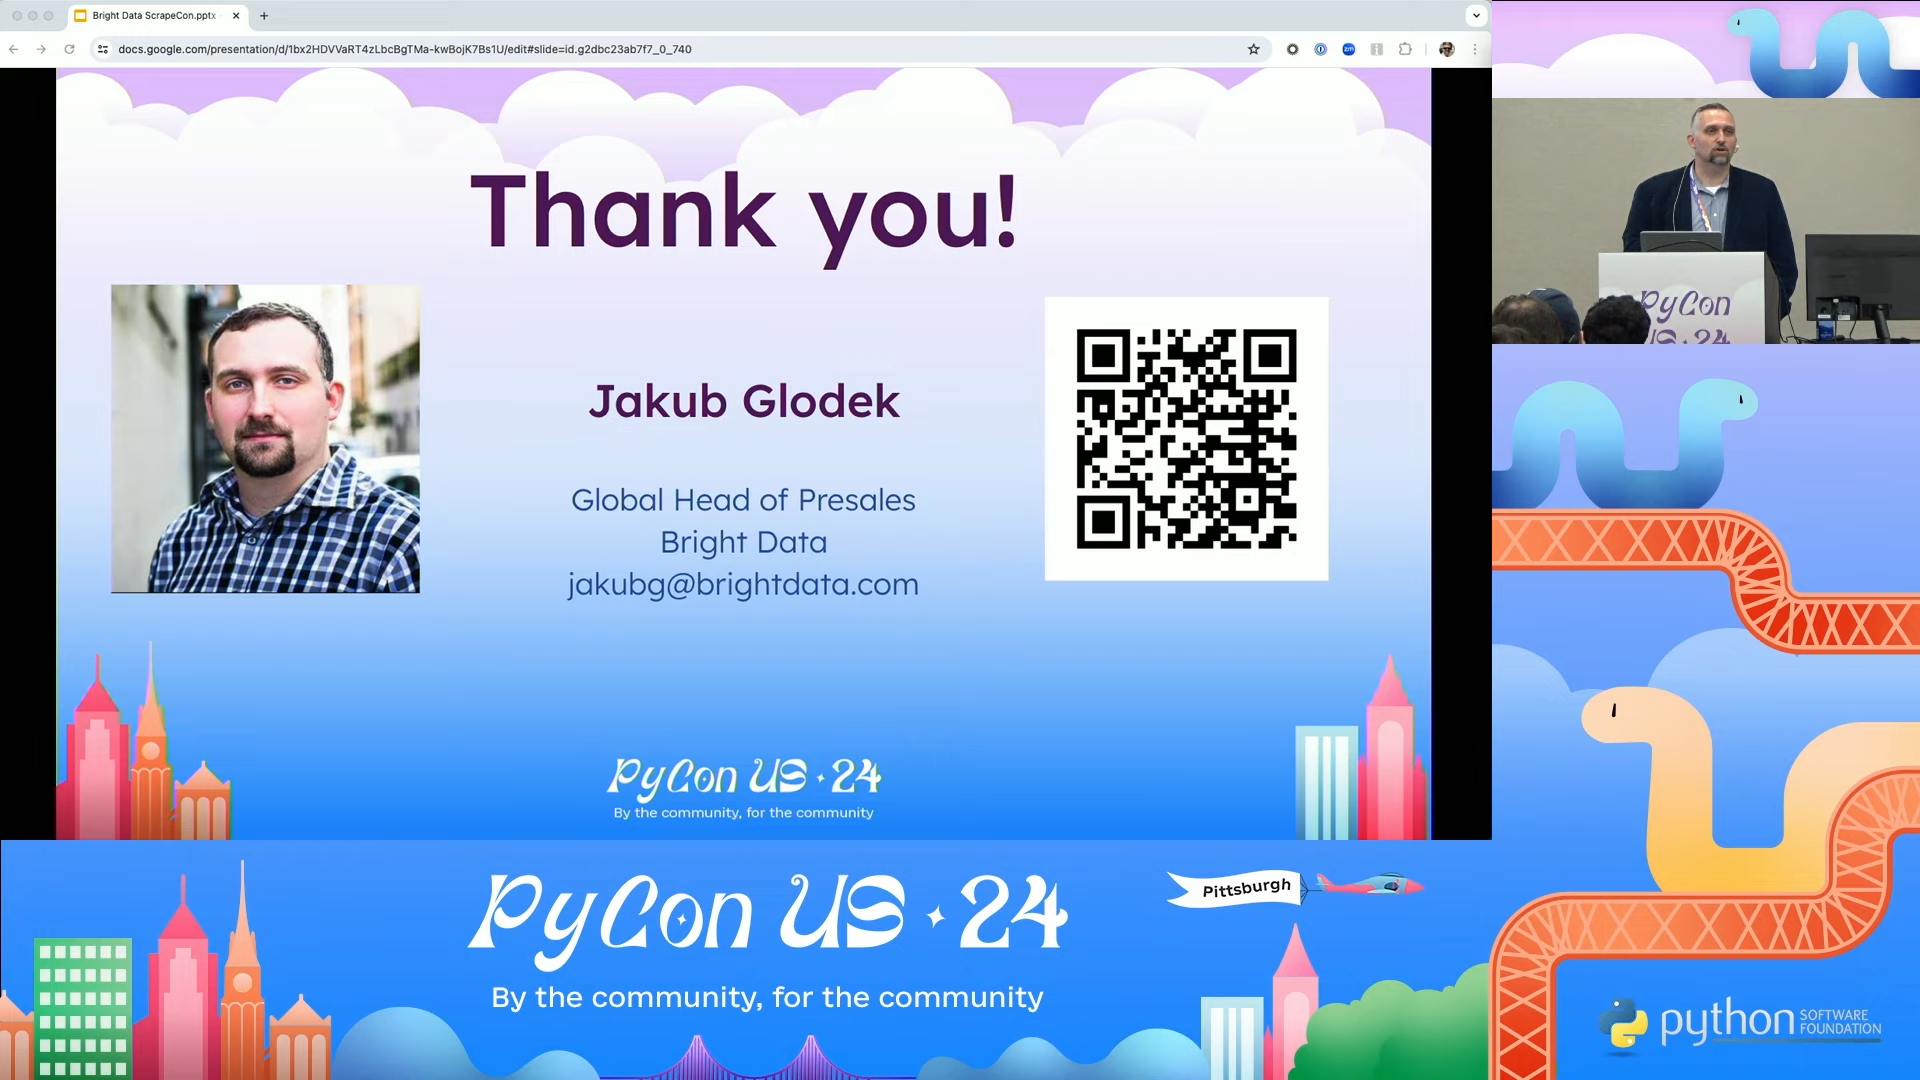 Bright Data ScrapeCon.pptx
docs.google.com/presentation/d/1bx2HDVVaRT4zLbcBgTMa-kwBojK7Bs1U/edit#slide=id.g2dbc23ab7f7_0_740
Thank you!
Jakub Glodek
Global Head of Presales
Bright Data
jakubg@brightdata.com
PyCon US 24
By the community, for the community
PyCon
US 24
PyCon US 24
By the community, for the community
Pittsburgh
python SOFTWARE FOUNDATION